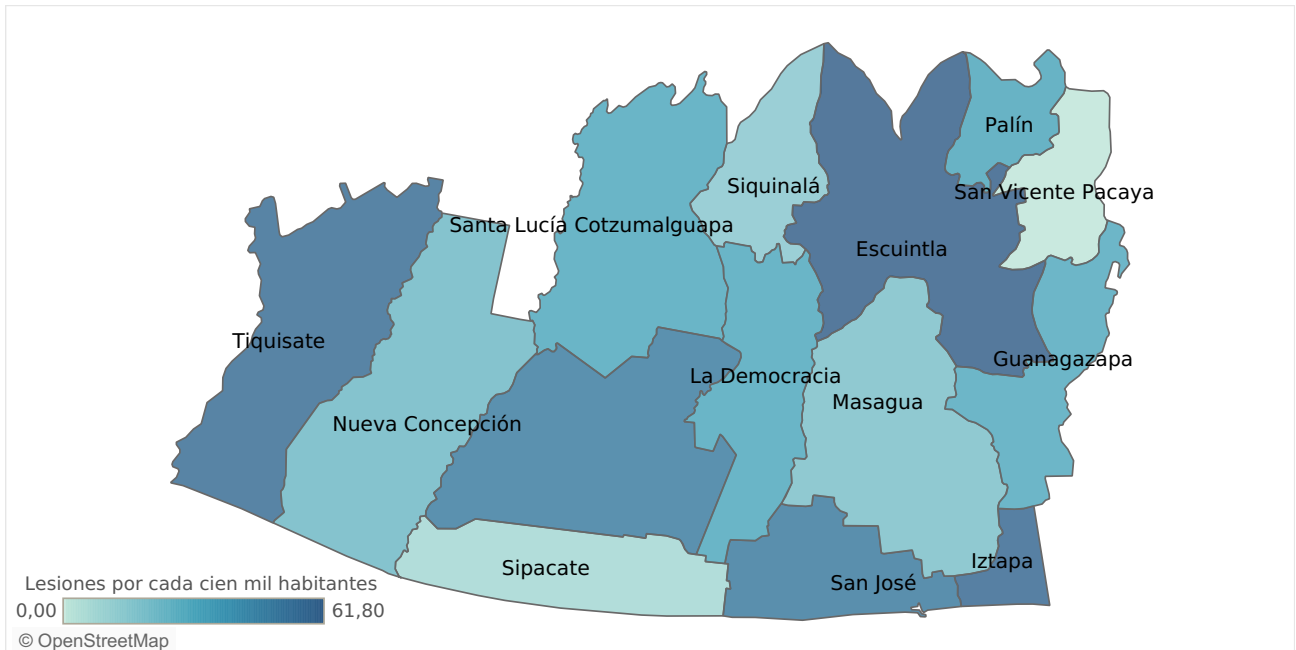 Palín
Siquinalá
San Vicente Pacaya
Santa Lucía Cotzumalguapa
Escuintla
Tiquisate
Guanagazapa
La Democracia
Masagua
Nueva Concepción
Iztapa
Sipacate
San José
Lesiones por cada cien mil habitantes
0,00 61,80
© OpenStreetMap